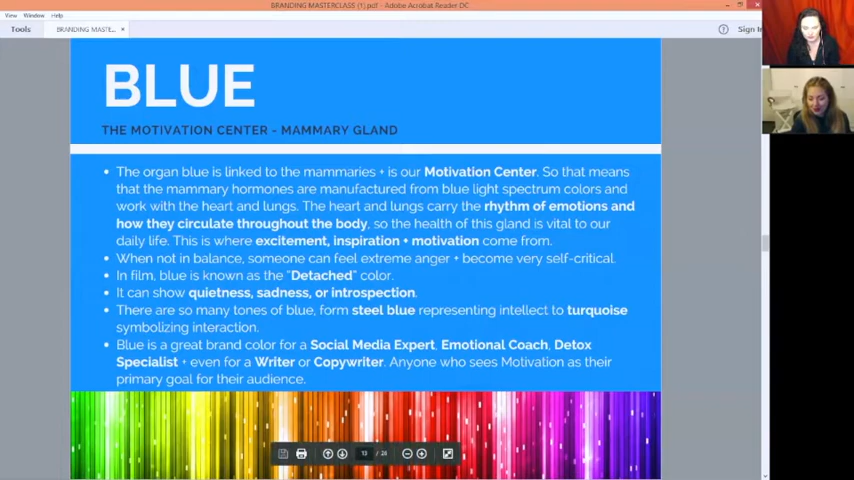 BRANDING MASTERCLASS (Y).pdf - Adobe Acrobat Reader DC
View Window Help
Tools BRANDING MASTE... × Sign In
BLUE
THE MOTIVATION CENTER - MAMMARY GLAND
• The organ blue is linked to the mammaries + is our Motivation Center. So that means
that the mammary hormones are manufactured from blue light spectrum colors and
work with the heart and lungs. The heart and lungs carry the rhythm of emotions and
how they circulate throughout the body, so the health of this gland is vital to our
daily life. This is where excitement, inspiration + motivation come from.
• When not in balance, someone can feel extreme anger + become very self-critical.
• In film, blue is known as the "Detached" color.
• It can show quietness, sadness, or introspection.
• There are so many tones of blue, form steel blue representing intellect to turquoise
symbolizing interaction.
• Blue is a great brand color for a Social Media Expert, Emotional Coach, Detox
Specialist + even for a Writer or Copywriter. Anyone who sees Motivation as their
primary goal for their audience.
13 / 24